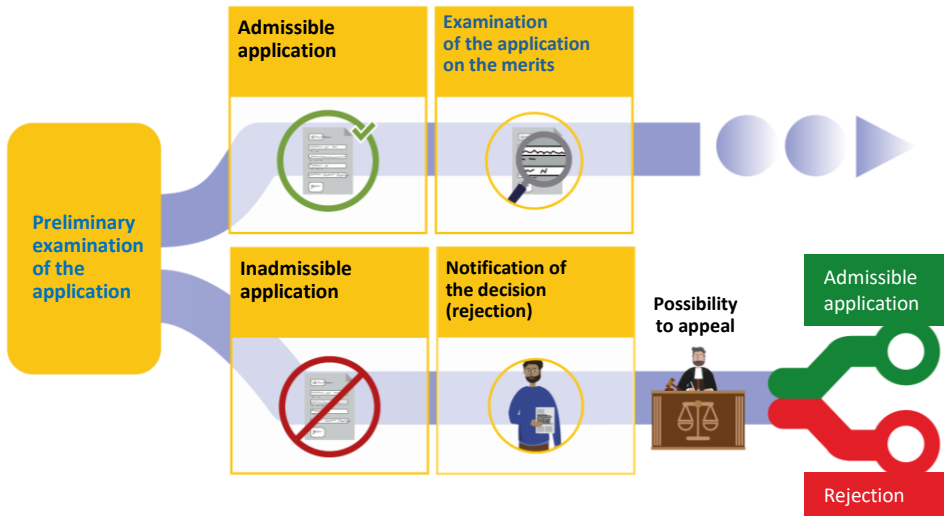 Preliminary
examination
of the
application
Admissible
application
Examination
of the application
on the merits
Inadmissible
application
Notification of
the decision
(rejection)
Possibility
to appeal
Admissible
application
Rejection